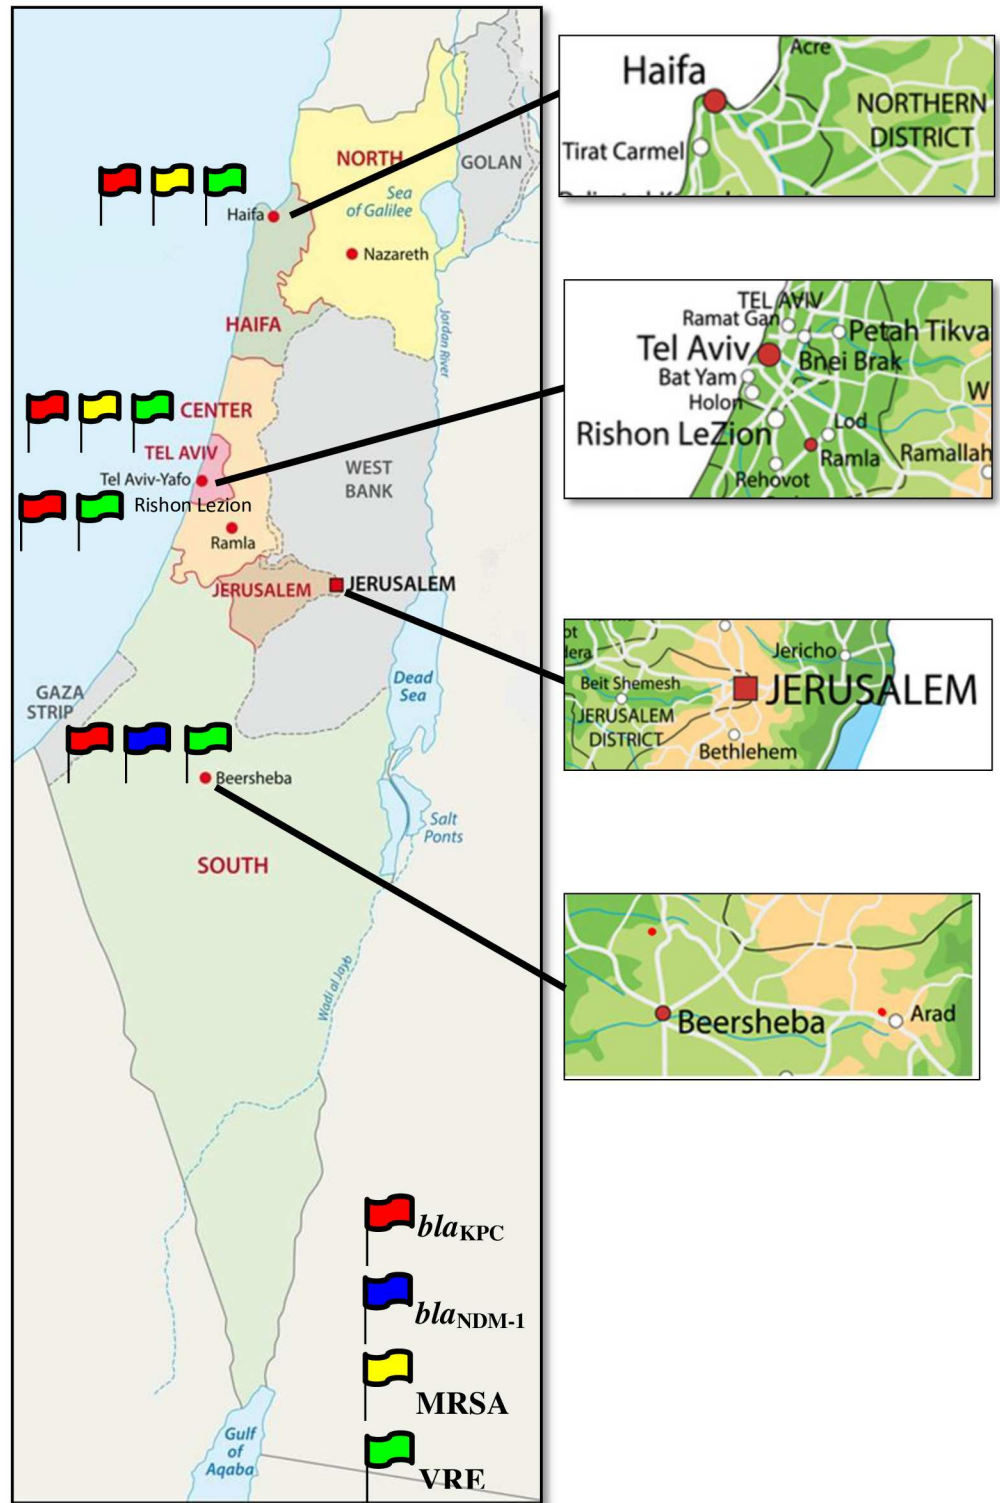 NORTH
GOLAN
Sea
of Galilee
Haifa
Nazareth
HAIFA
Jordan River
CENTER
TEL AVIV
Tel Aviv-Yafo
Rishon Lezion
WEST
BANK
Ramla
JERUSALEM
JERUSALEM
GAZA
STRIP
Dead
Sea
Beersheba
Salt
Ponts
SOUTH
Wadi al Jayb
Gulf
of
Aqaba
blaKPC
blaNDM-1
MRSA
VRE
Acre
Haifa
NORTHERN
DISTRICT
Tirat Carmel
TEL AVIV
Ramat Gan
Petah Tikva
Tel Aviv
Bnei Brak
Bat Yam
Holon
W
Rishon LeZion
Lod
Ramla
Ramallah
Rehovot
ot
dera
Jericho
Beit Shemesh
JERUSALEM
JERUSALEM
DISTRICT
Bethlehem
Beersheba
Arad